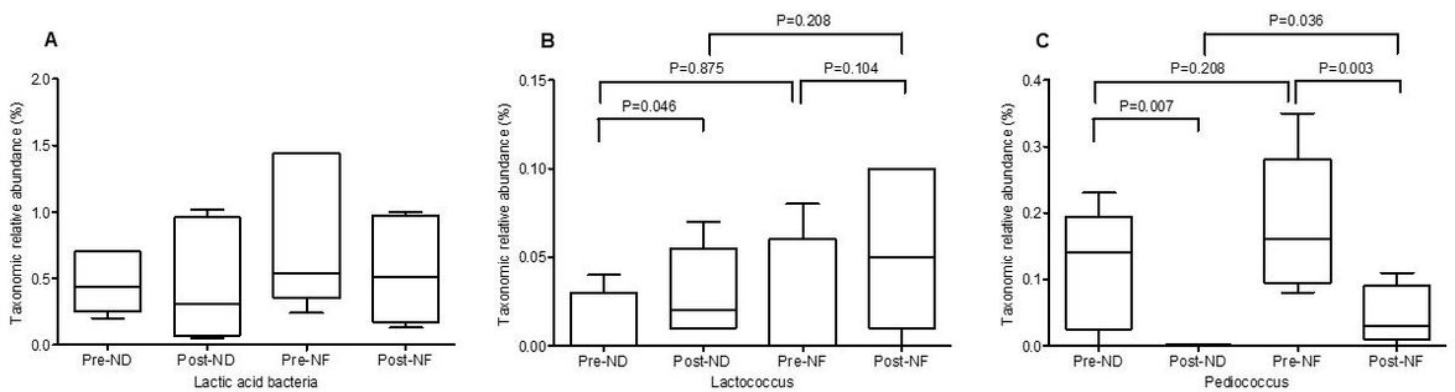 A
Taxonomic relative abundance (%)
2.0
1.5
1.0
0.5
0.0
Pre-ND Post-ND Pre-NF Post-NF
Lactic acid bacteria
B
P=0.208
P=0.875
P=0.104
P=0.046
Taxonomic relative abundance (%)
0.15
0.10
0.05
0.00
Pre-ND Post-ND Pre-NF Post-NF
Lactococcus
C
P=0.036
P=0.208
P=0.003
P=0.007
Taxonomic relative abundance (%)
0.4
0.3
0.2
0.1
0.0
Pre-ND Post-ND Pre-NF Post-NF
Pediococcus